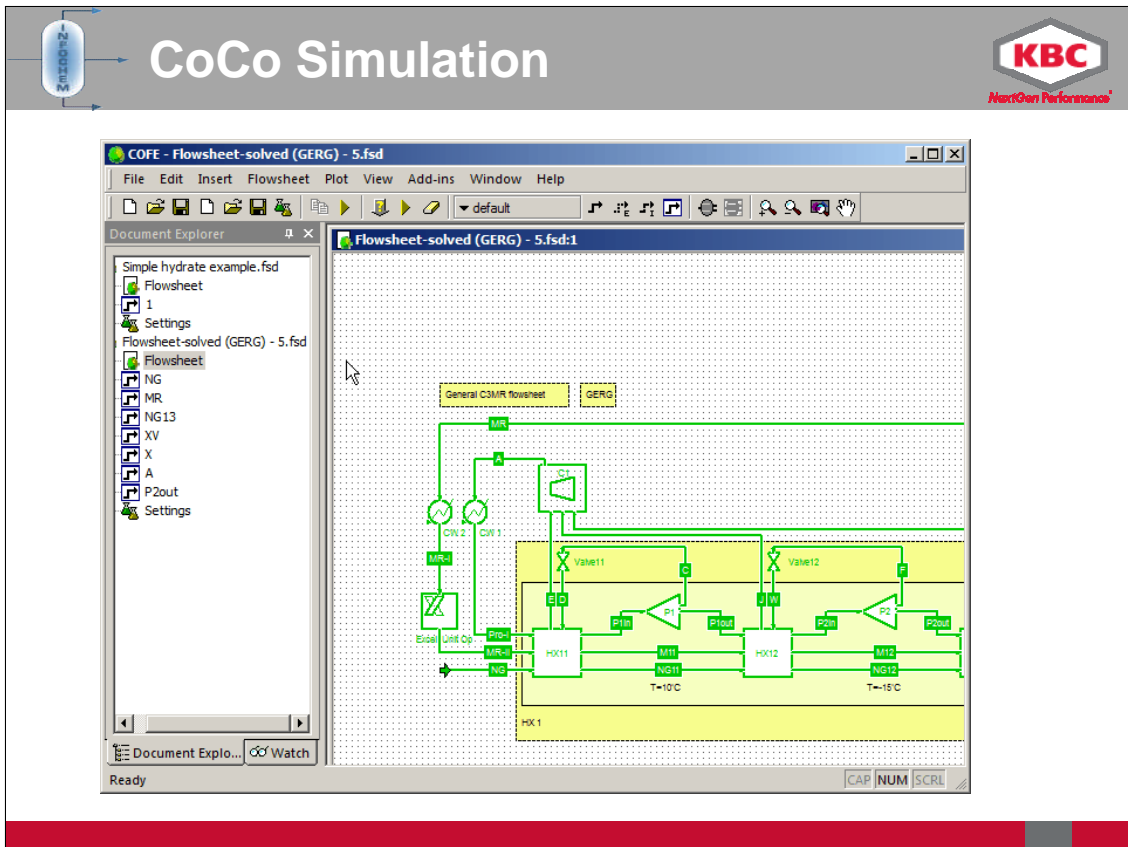 INFOCHEM
CoCo Simulation
KBC
NextGen Performance
COFE - Flowsheet-solved (GERG) - 5.fsd
File Edit Insert Flowsheet Plot View Add-ins Window Help
default
Document Explorer
Flowsheet-solved (GERG) - 5.fsd:1
Simple hydrate example.fsd
Flowsheet
1
Settings
Flowsheet-solved (GERG) - 5.fsd
Flowsheet
NG
MR
NG13
XV
X
A
P2out
Settings
General C3MR flowsheet
GERG
MR
A
C1
CW 2
CW 1
MR-I
Valve11
C
Valve12
F
E D
J W
P1in
P1
P1out
P2in
P2
P2out
Excel Unit Op
Pro-I
MR-II
NG
HX11
M11
NG11
HX12
M12
NG12
T=10'C
T=-15'C
HX 1
Document Explo...
Watch
Ready
CAP NUM SCRL